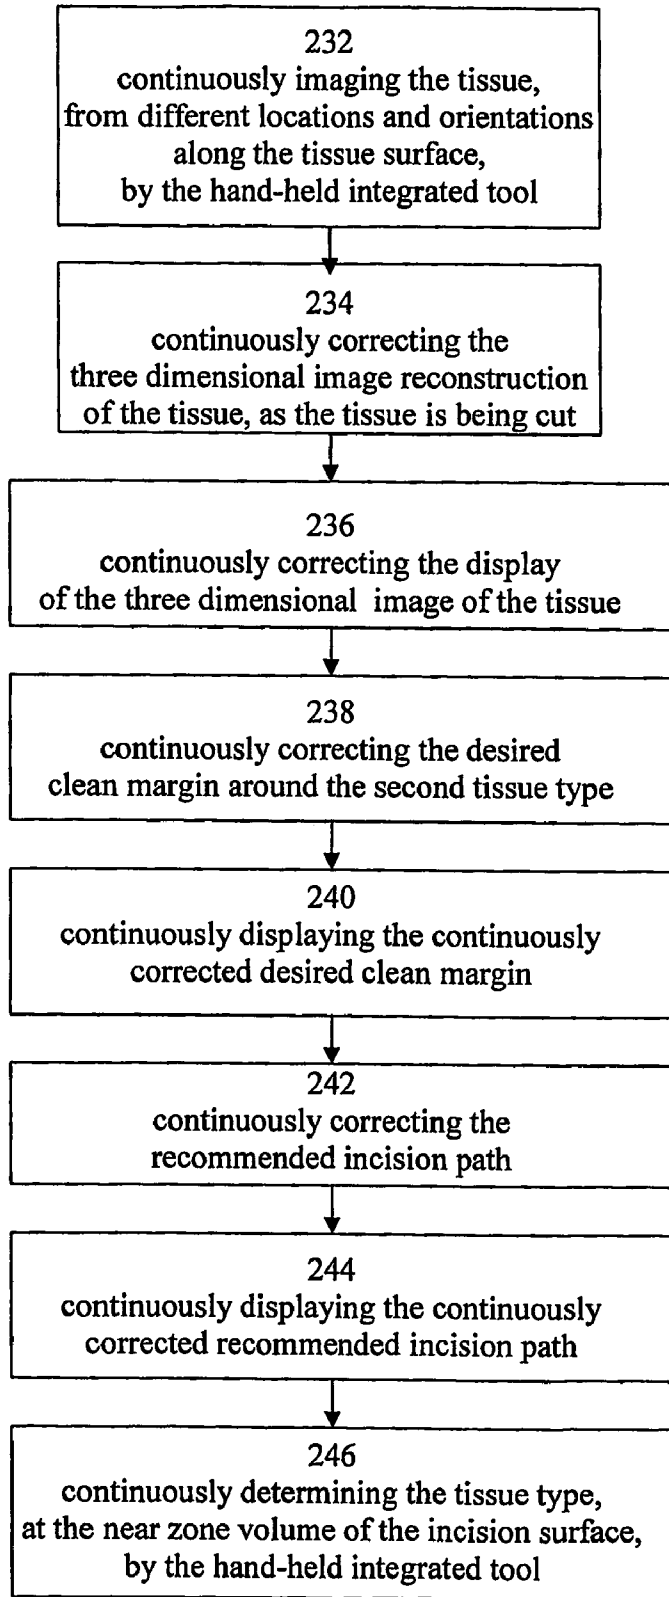 232
continuously imaging the tissue,
from different locations and orientations
along the tissue surface,
by the hand-held integrated tool
234
continuously correcting the
three dimensional image reconstruction
of the tissue, as the tissue is being cut
236
continuously correcting the display
of the three dimensional image of the tissue
238
continuously correcting the desired
clean margin around the second tissue type
240
continuously displaying the continuously
corrected desired clean margin
242
continuously correcting the
recommended incision path
244
continuously displaying the continuously
corrected recommended incision path
246
continuously determining the tissue type,
at the near zone volume of the incision surface,
by the hand-held integrated tool